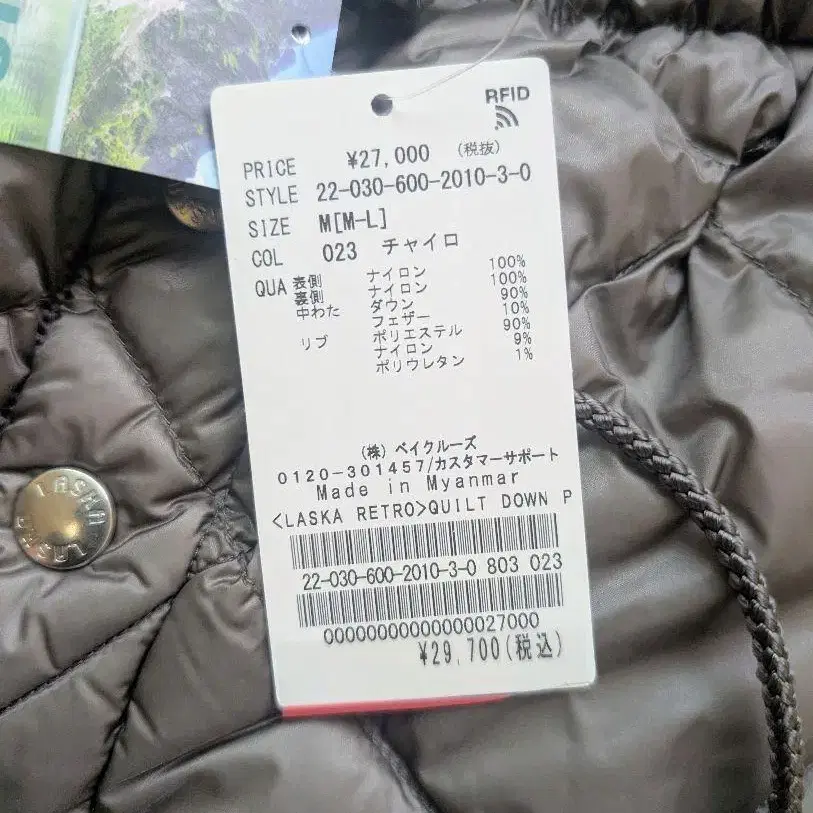 RFID
PRICE ¥27,000 (税抜)
STYLE 22-030-600-2010-3-0
SIZE M[M-L]
COL 023 チャイロ
QUA 表側 ナイロン 100%
裏側 ナイロン 100%
中わた ダウン 90%
フェザー 10%
リブ ポリエステル 90%
ナイロン 9%
ポリウレタン 1%
(株) ベイクルーズ
0120-301457/カスタマーサポート
Made in Myanmar
<LASKA RETRO>QUILT DOWN P
22-030-600-2010-3-0 803 023
00000000000000027000
¥29,700(税込)
LASKA